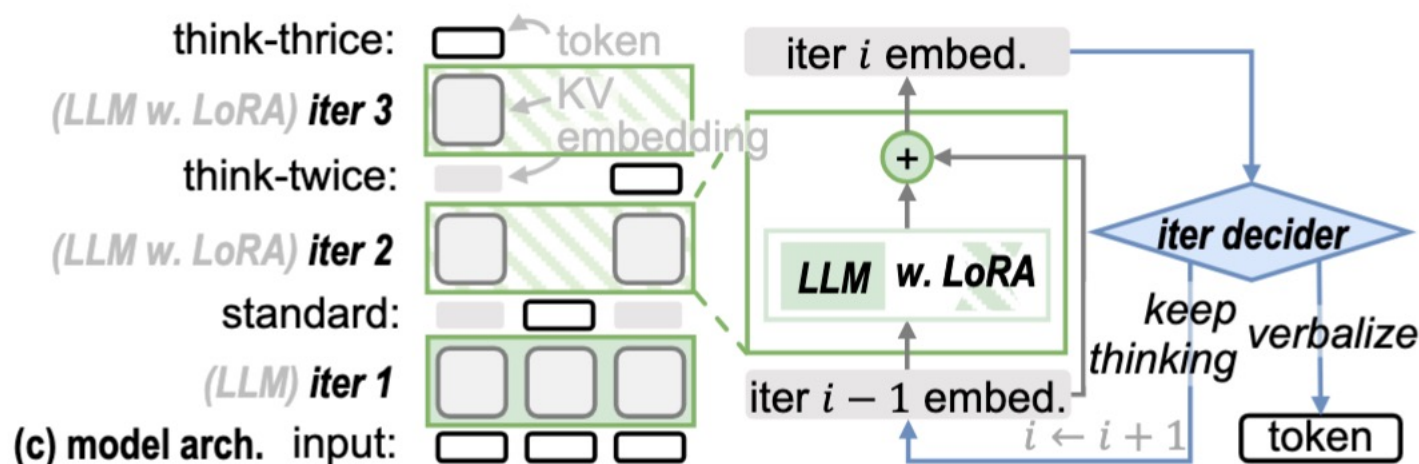 think-thrice:
token
(LLM w. LoRA) iter 3
KV
embedding
think-twice:
(LLM w. LoRA) iter 2
standard:
(LLM) iter 1
(c) model arch. input:
iter i embed.
+
LLM w. LoRA
iter i − 1 embed.
iter decider
keep
thinking
verbalize
i ← i + 1
token